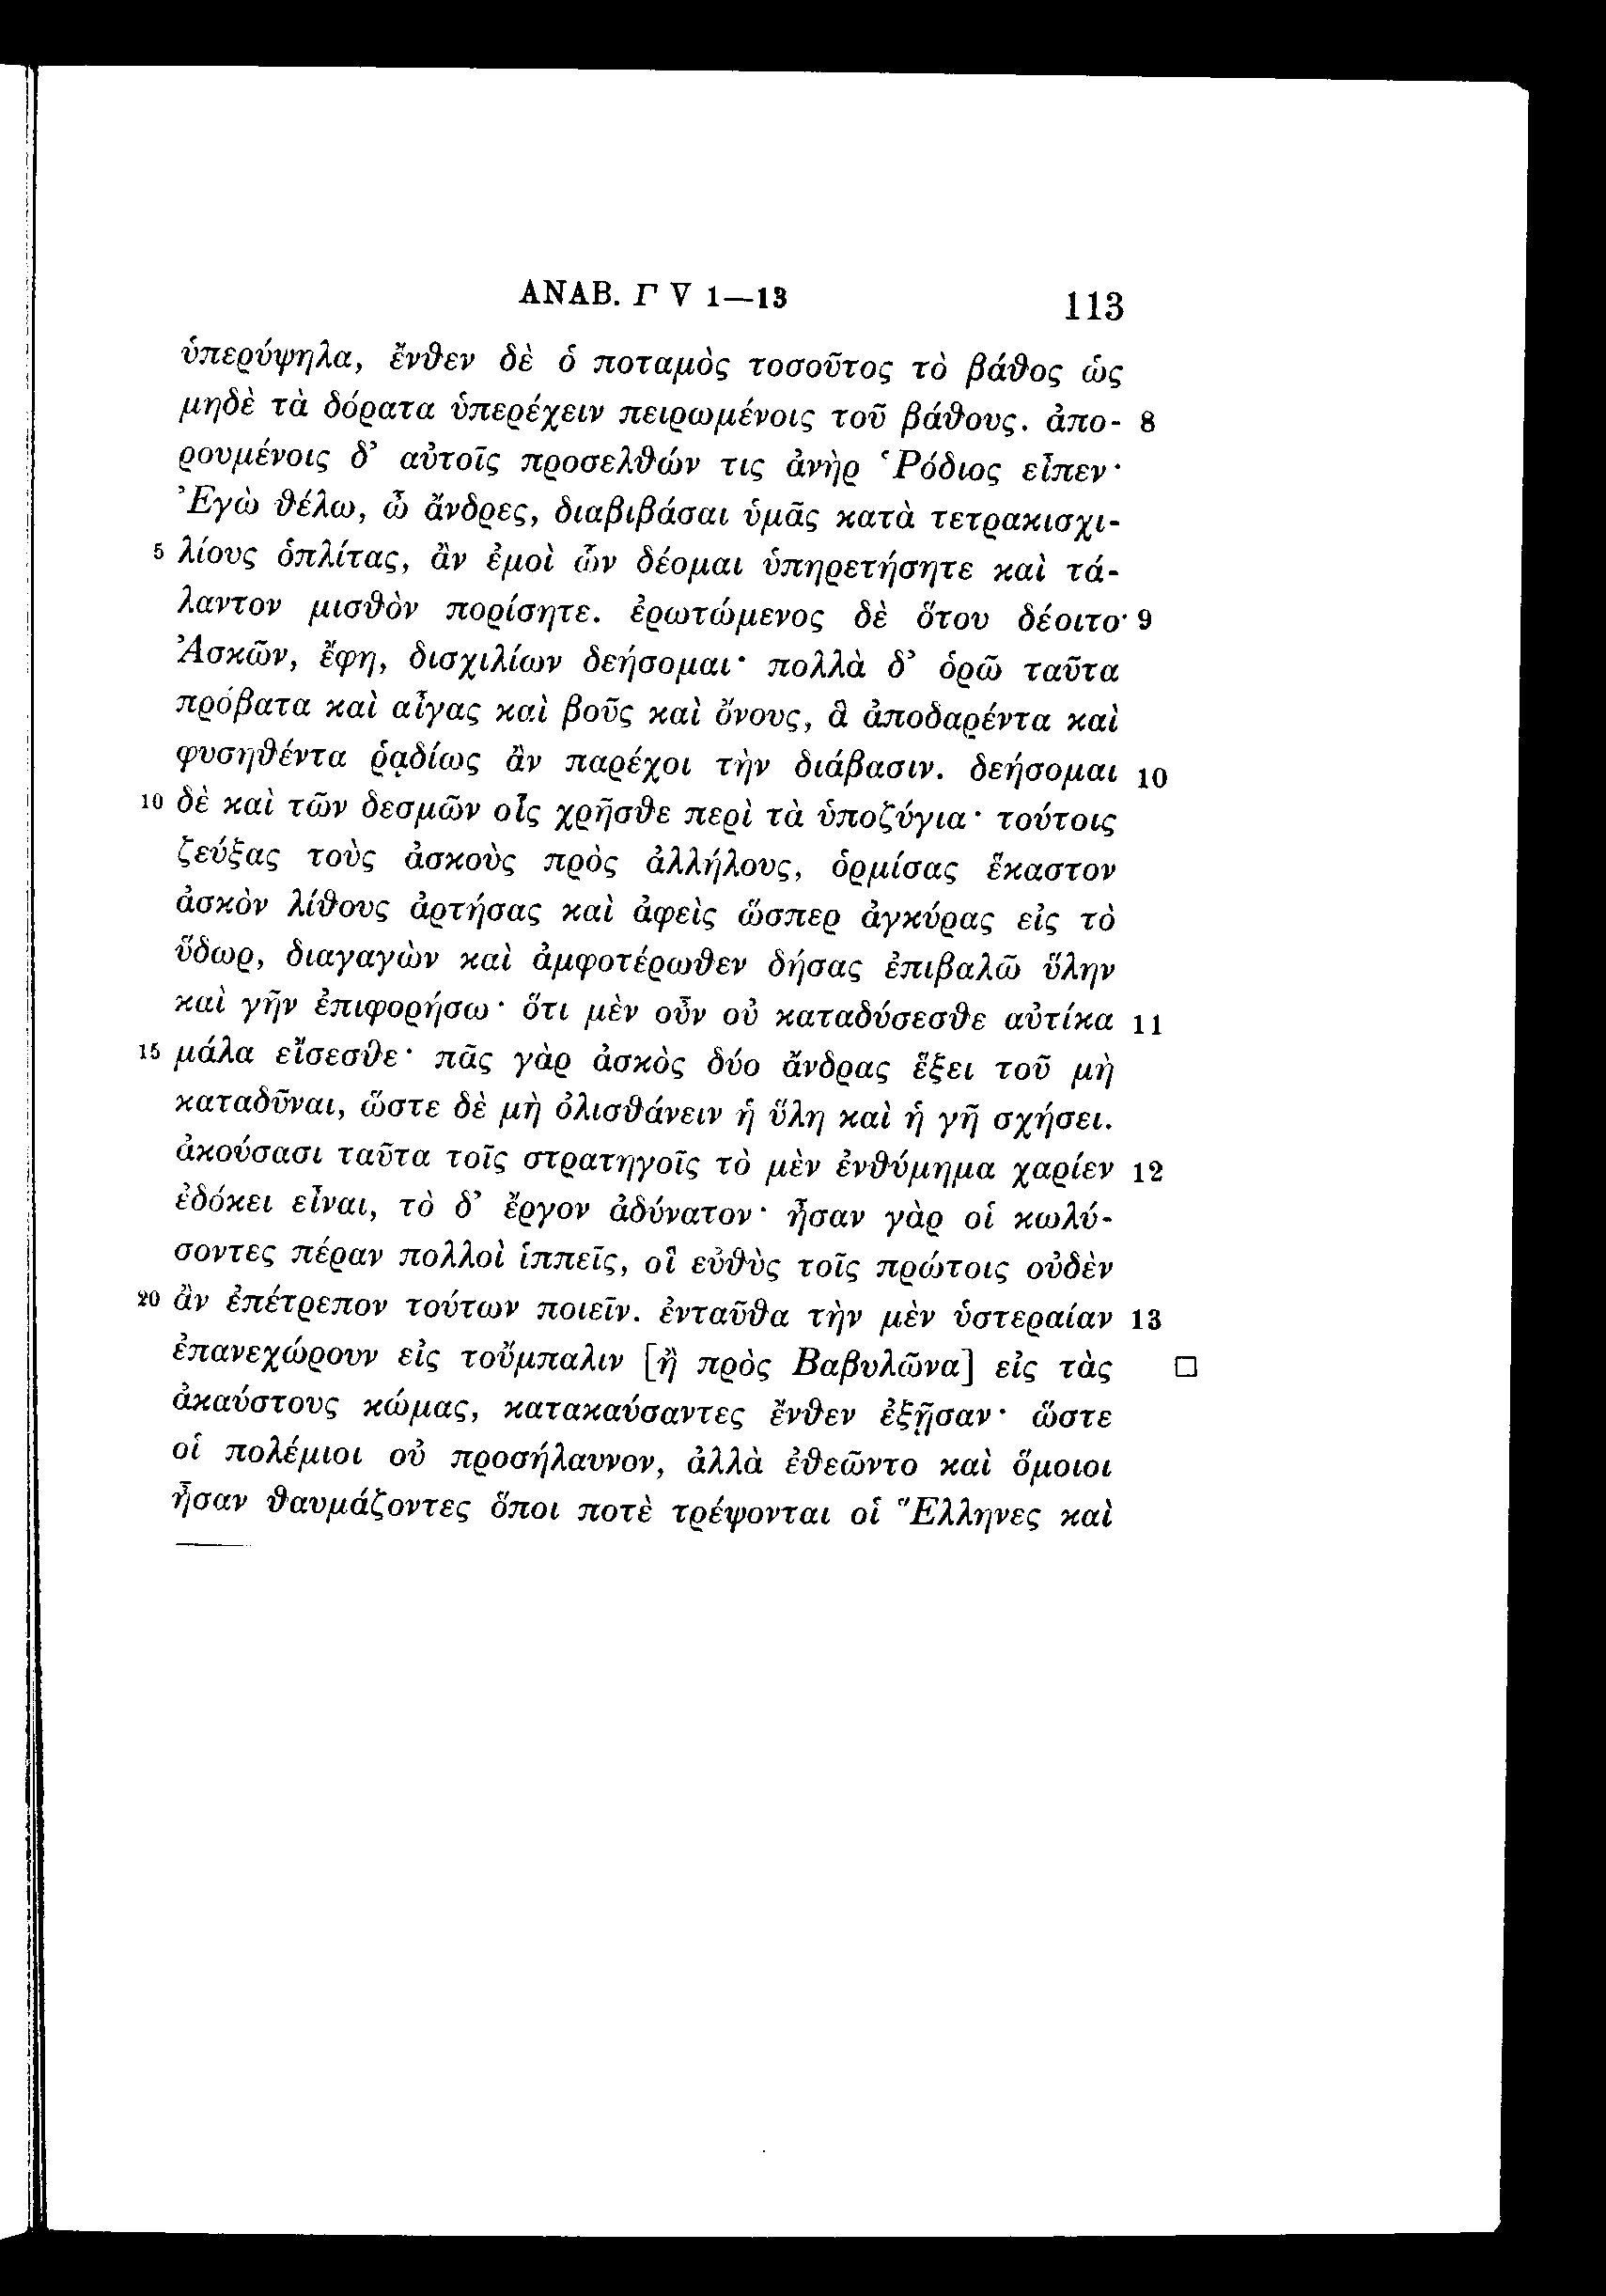 ΑΝΑΒ. Γ V 1—13 113
ὑπερύψηλα, ἔνθεν δὲ ὁ ποταμὸς τοσοῦτος τὸ βάθος ὡς
μηδὲ τὰ δόρατα ὑπερέχειν πειρωμένοις τοῦ βάθους. ἀπο- 8
ρουμένοις δ’ αὐτοῖς προσελθών τις ἀνὴρ Ῥόδιος εἶπεν·
Ἐγὼ θέλω, ὦ ἄνδρες, διαβιβάσαι ὑμᾶς κατὰ τετρακισχι-
5 λίους ὁπλίτας, ἂν ἐμοὶ ὧν δέομαι ὑπηρετήσητε καὶ τά-
λαντον μισθὸν πορίσητε. ἐρωτώμενος δὲ ὅτου δέοιτο· 9
Ἀσκῶν, ἔφη, δισχιλίων δεήσομαι· πολλὰ δ’ ὁρῶ ταῦτα
πρόβατα καὶ αἶγας καὶ βοῦς καὶ ὄνους, ἃ ἀποδαρέντα καὶ
φυσηθέντα ῥᾳδίως ἂν παρέχοι τὴν διάβασιν. δεήσομαι 10
10 δὲ καὶ τῶν δεσμῶν οἷς χρῆσθε περὶ τὰ ὑποζύγια· τούτοις
ζεύξας τοὺς ἀσκοὺς πρὸς ἀλλήλους, ὁρμίσας ἕκαστον
ἀσκὸν λίθους ἀρτήσας καὶ ἀφεὶς ὥσπερ ἀγκύρας εἰς τὸ
ὕδωρ, διαγαγὼν καὶ ἀμφοτέρωθεν δήσας ἐπιβαλῶ ὕλην
καὶ γῆν ἐπιφορήσω· ὅτι μὲν οὖν οὐ καταδύσεσθε αὐτίκα 11
15 μάλα εἴσεσθε· πᾶς γὰρ ἀσκὸς δύο ἄνδρας ἕξει τοῦ μὴ
καταδῦναι, ὥστε δὲ μὴ ὀλισθάνειν ἡ ὕλη καὶ ἡ γῆ σχήσει.
ἀκούσασι ταῦτα τοῖς στρατηγοῖς τὸ μὲν ἐνθύμημα χαρίεν 12
ἐδόκει εἶναι, τὸ δ’ ἔργον ἀδύνατον· ἦσαν γὰρ οἱ κωλύ-
σοντες πέραν πολλοὶ ἱππεῖς, οἳ εὐθὺς τοῖς πρώτοις οὐδὲν
20 ἂν ἐπέτρεπον τούτων ποιεῖν. ἐνταῦθα τὴν μὲν ὑστεραίαν 13
ἐπανεχώρουν εἰς τοὔμπαλιν [ἢ πρὸς Βαβυλῶνα] εἰς τὰς □
ἀκαύστους κώμας, κατακαύσαντες ἔνθεν ἐξῇσαν· ὥστε
οἱ πολέμιοι οὐ προσήλαυνον, ἀλλὰ ἐθεῶντο καὶ ὅμοιοι
ἦσαν θαυμάζοντες ὅποι ποτὲ τρέψονται οἱ Ἕλληνες καὶ